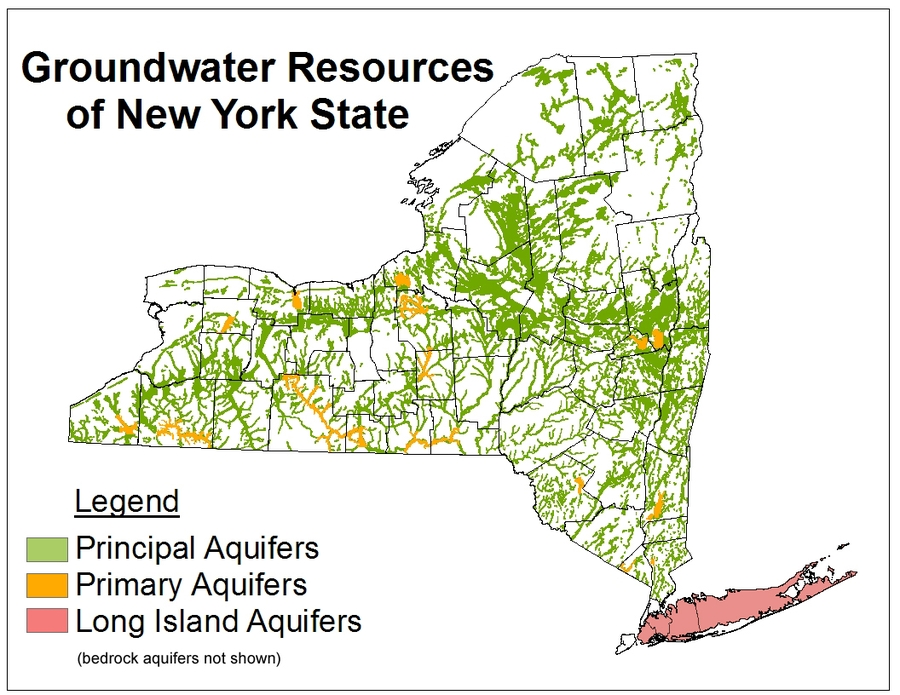 Groundwater Resources
of New York State
Legend
Principal Aquifers
Primary Aquifers
Long Island Aquifers
(bedrock aquifers not shown)